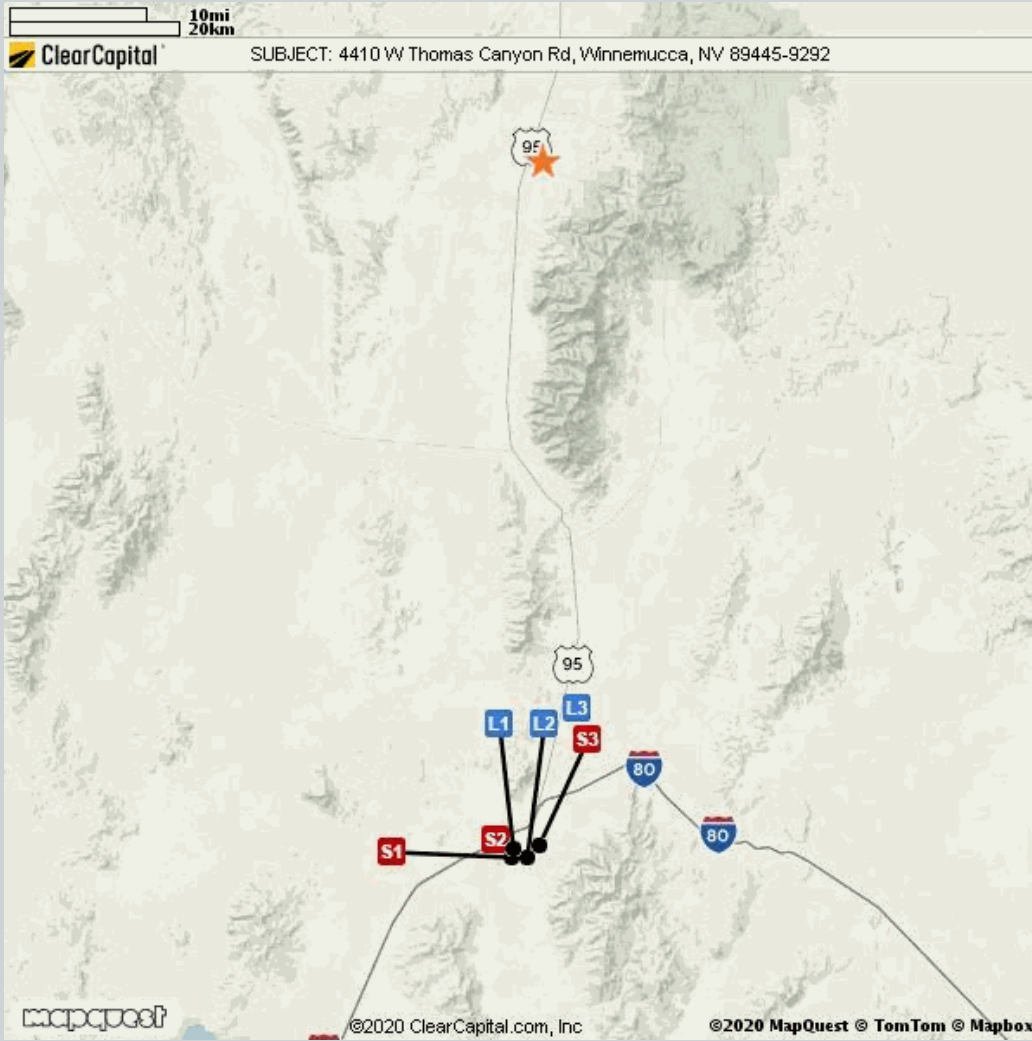 10mi
20km
ClearCapital SUBJECT: 4410 W Thomas Canyon Rd, Winnemucca, NV 89445-9292
95
95
L3
L1 L2
S3
80
80
S2
S1
mapquest ©2020 ClearCapital.com, Inc ©2020 MapQuest © TomTom © Mapbox